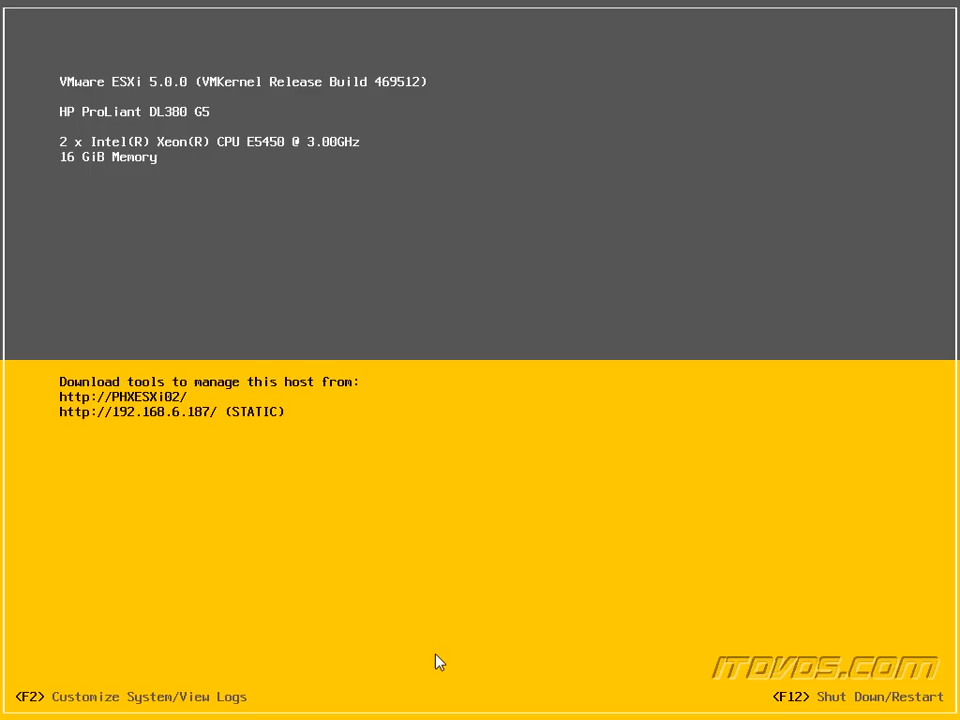 VMware ESXi 5.0.0 (VMKernel Release Build 469512)
HP ProLiant DL380 G5
2 x Intel(R) Xeon(R) CPU E5450 @ 3.00GHz
16 GiB Memory
Download tools to manage this host from:
http://PHXESXi02/
http://192.168.6.187/ (STATIC)
ITOVOS.COM
<F2> Customize System/View Logs
<F12> Shut Down/Restart